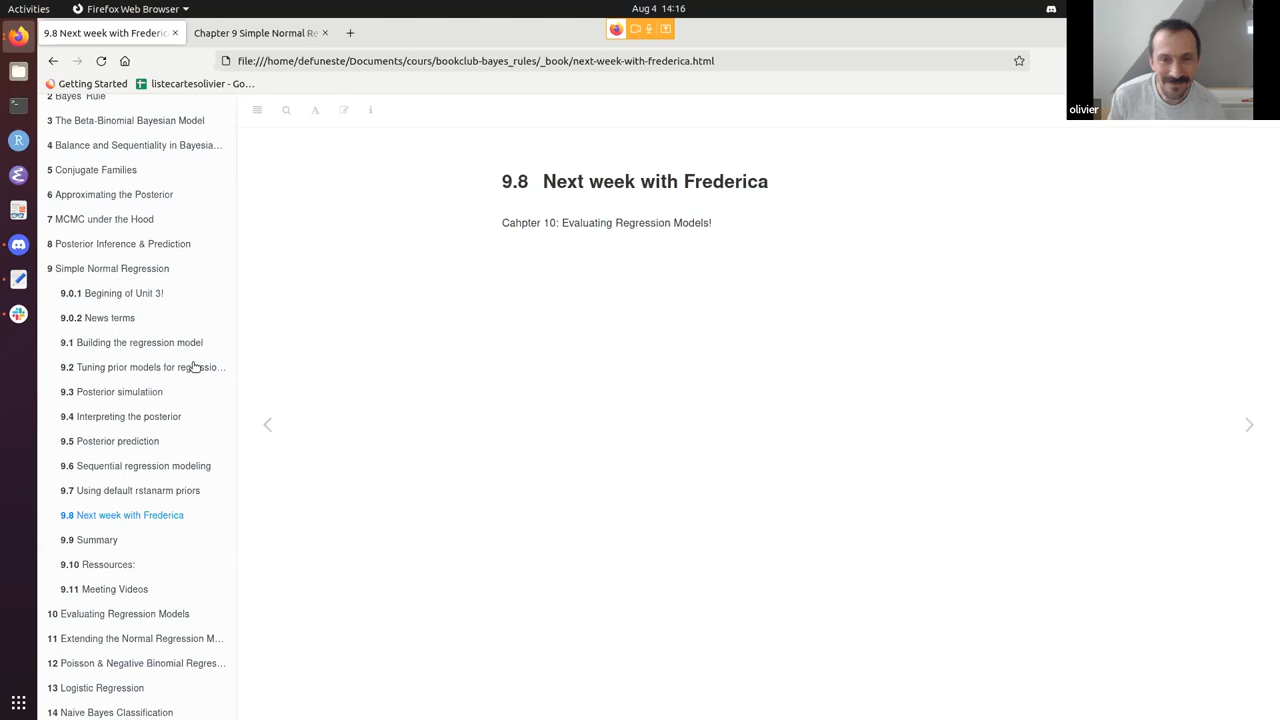 Activities
Firefox Web Browser
Aug 4 14:16
9.8 Next week with Frederic
Chapter 9 Simple Normal Re
file:///home/defuneste/Documents/cours/bookclub-bayes_rules/_book/next-week-with-frederica.html
Getting Started
listecartesolivier - Go…
olivier
2 Bayes' Rule
3 The Beta-Binomial Bayesian Model
4 Balance and Sequentiality in Bayesia…
5 Conjugate Families
6 Approximating the Posterior
7 MCMC under the Hood
8 Posterior Inference & Prediction
9 Simple Normal Regression
9.0.1 Begining of Unit 3!
9.0.2 News terms
9.1 Building the regression model
9.2 Tuning prior models for regressio…
9.3 Posterior simulatiion
9.4 Interpreting the posterior
9.5 Posterior prediction
9.6 Sequential regression modeling
9.7 Using default rstanarm priors
9.8 Next week with Frederica
9.9 Summary
9.10 Ressources:
9.11 Meeting Videos
10 Evaluating Regression Models
11 Extending the Normal Regression M…
12 Poisson & Negative Binomial Regres…
13 Logistic Regression
14 Naive Bayes Classification
9.8 Next week with Frederica
Cahpter 10: Evaluating Regression Models!